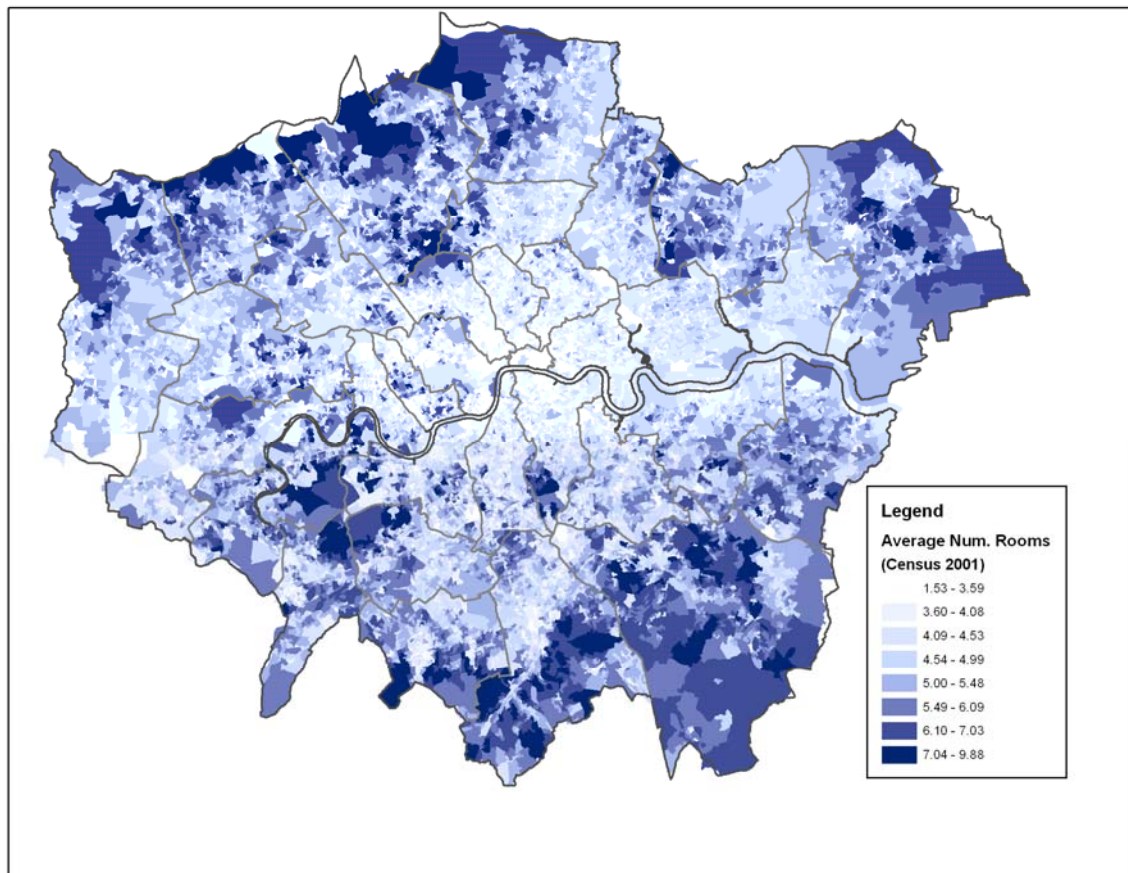 Legend
Average Num. Rooms
(Census 2001)
1.53 - 3.59
3.60 - 4.08
4.09 - 4.53
4.54 - 4.99
5.00 - 5.48
5.49 - 6.09
6.10 - 7.03
7.04 - 9.88